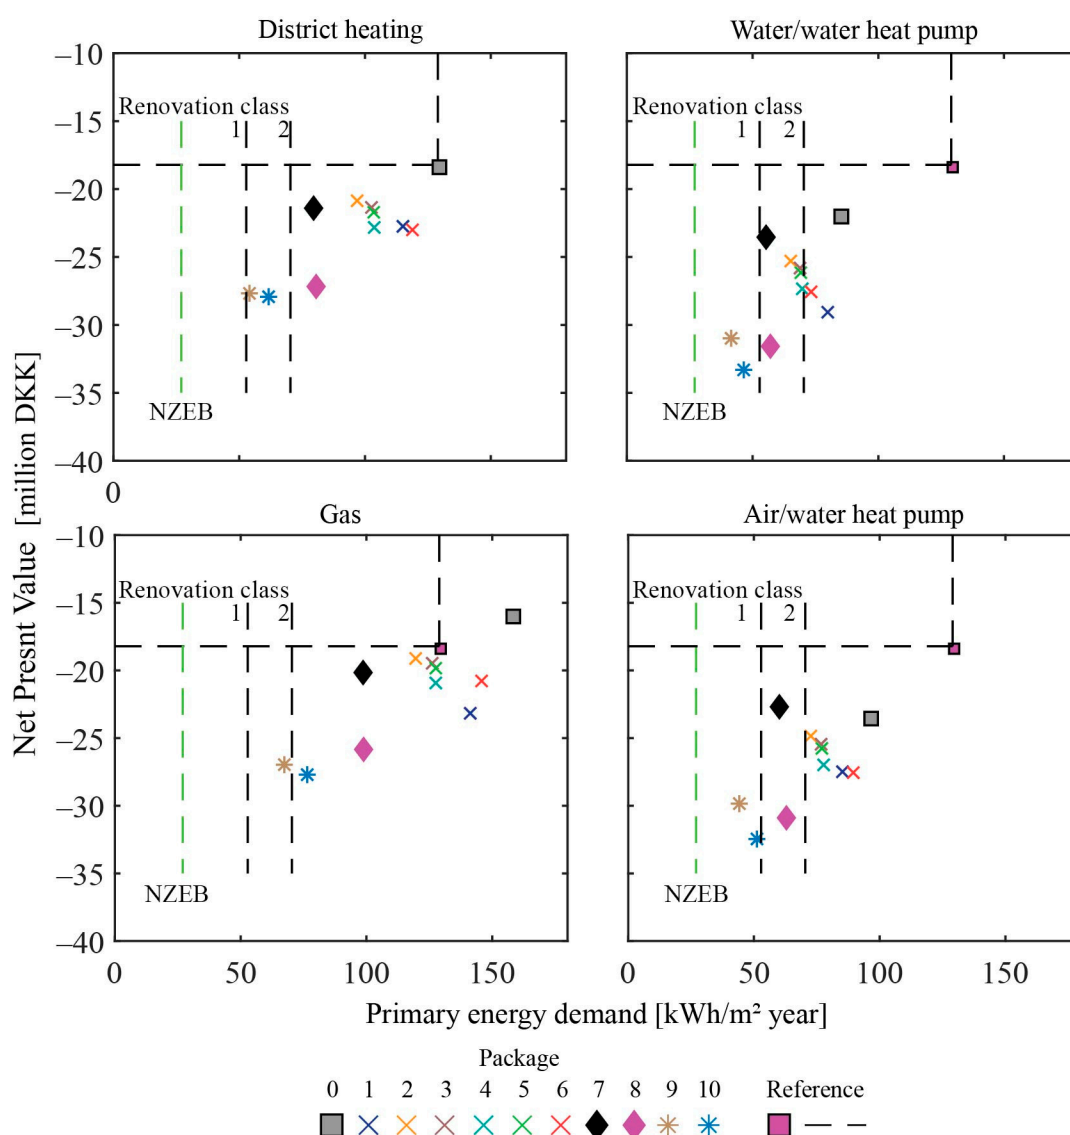 District heating
Water/water heat pump
–10
–15
–20
–25
–30
–35
–40
Renovation class
1 2
NZEB
0
Renovation class
1 2
NZEB
Net Presnt Value [million DKK]
Gas
Air/water heat pump
–10
–15
–20
–25
–30
–35
–40
Renovation class
1 2
NZEB
0 50 100 150
Renovation class
1 2
NZEB
0 50 100 150
Primary energy demand [kWh/m² year]
Package
0 1 2 3 4 5 6 7 8 9 10 Reference